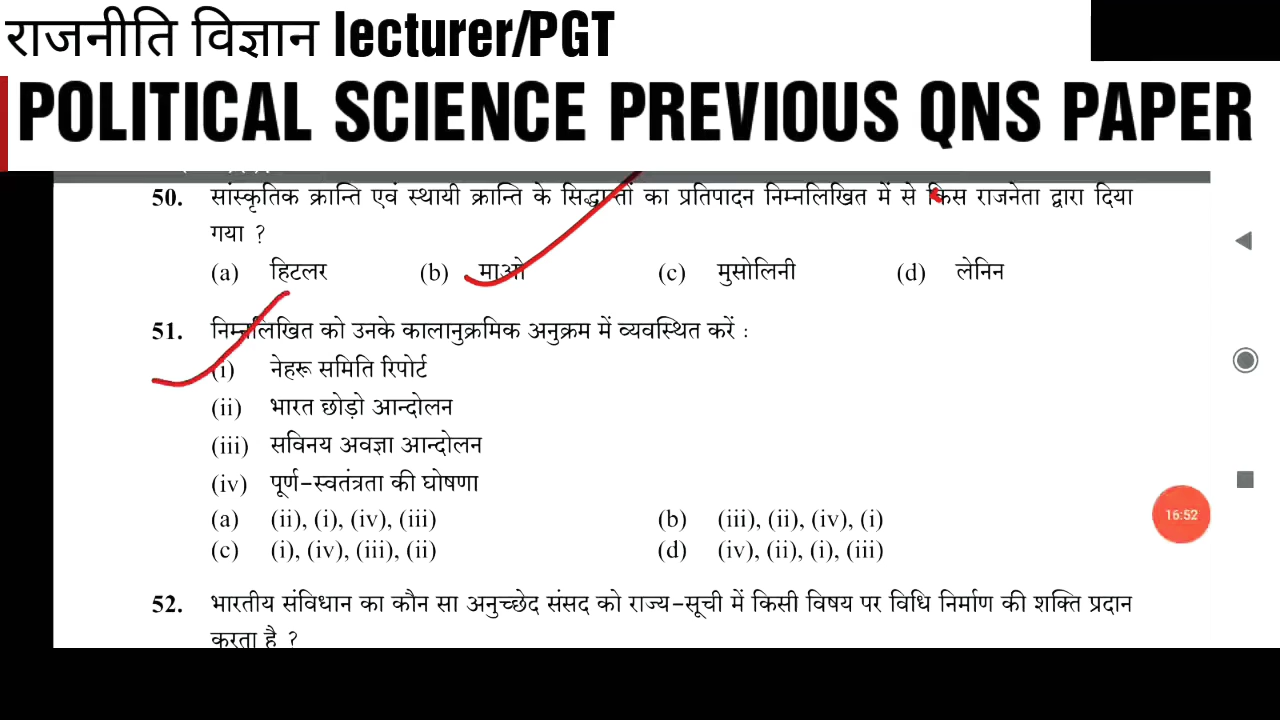 राजनीति विज्ञान lecturer/PGT
POLITICAL SCIENCE PREVIOUS QNS PAPER
50. सांस्कृतिक क्रान्ति एवं स्थायी क्रान्ति के सिद्धान्तों का प्रतिपादन निम्नलिखित में से किस राजनेता द्वारा दिया
गया ?
(a) हिटलर (b) माओ (c) मुसोलिनी (d) लेनिन
51. निम्नलिखित को उनके कालानुक्रमिक अनुक्रम में व्यवस्थित करें :
(i) नेहरू समिति रिपोर्ट
(ii) भारत छोड़ो आन्दोलन
(iii) सविनय अवज्ञा आन्दोलन
(iv) पूर्ण-स्वतंत्रता की घोषणा
(a) (ii), (i), (iv), (iii) (b) (iii), (ii), (iv), (i)
(c) (i), (iv), (iii), (ii) (d) (iv), (ii), (i), (iii)
16:52
52. भारतीय संविधान का कौन सा अनुच्छेद संसद को राज्य-सूची में किसी विषय पर विधि निर्माण की शक्ति प्रदान
करता है ?